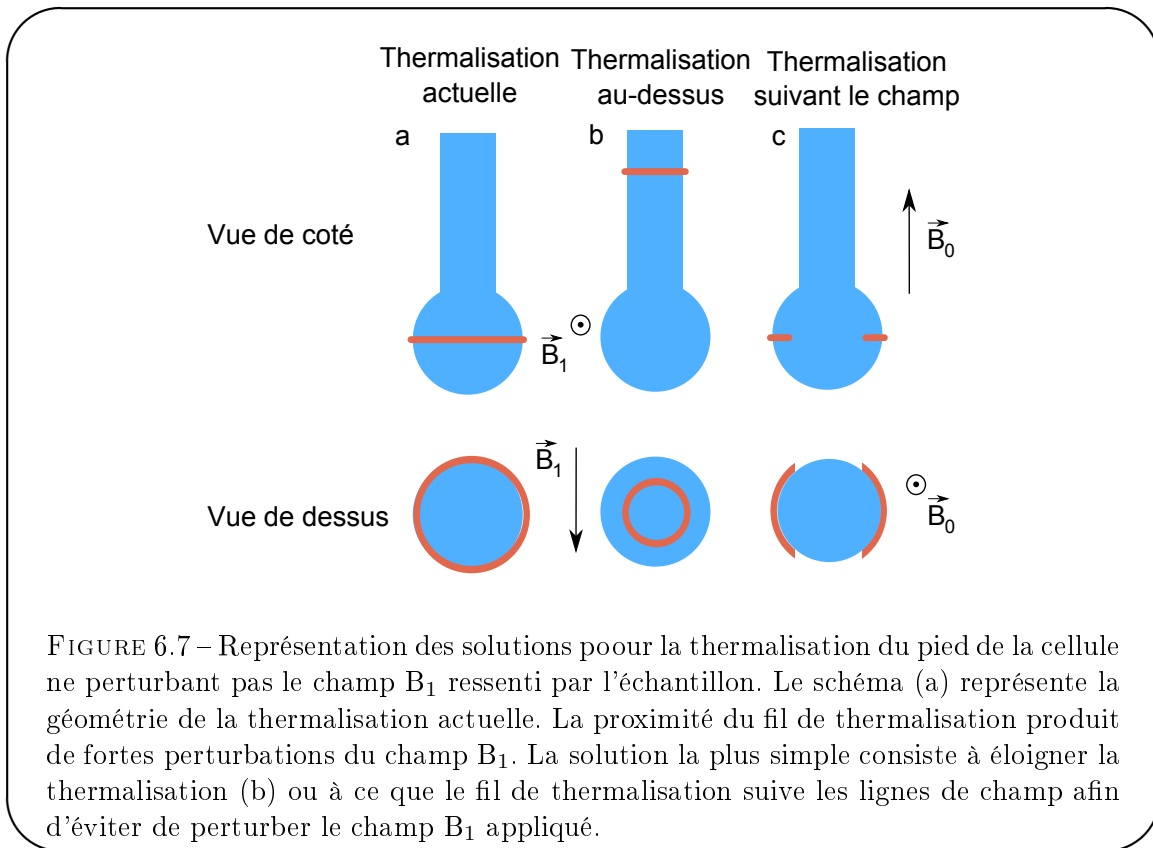 Thermalisation actuelle
Thermalisation au-dessus
Thermalisation suivant le champ
a
b
c
Vue de coté
B₁
B₀
Vue de dessus
B₁
B₀
FIGURE 6.7 – Représentation des solutions poour la thermalisation du pied de la cellule
ne perturbant pas le champ B₁ ressenti par l'échantillon. Le schéma (a) représente la
géométrie de la thermalisation actuelle. La proximité du fil de thermalisation produit
de fortes perturbations du champ B₁. La solution la plus simple consiste à éloigner la
thermalisation (b) ou à ce que le fil de thermalisation suive les lignes de champ afin
d'éviter de perturber le champ B₁ appliqué.